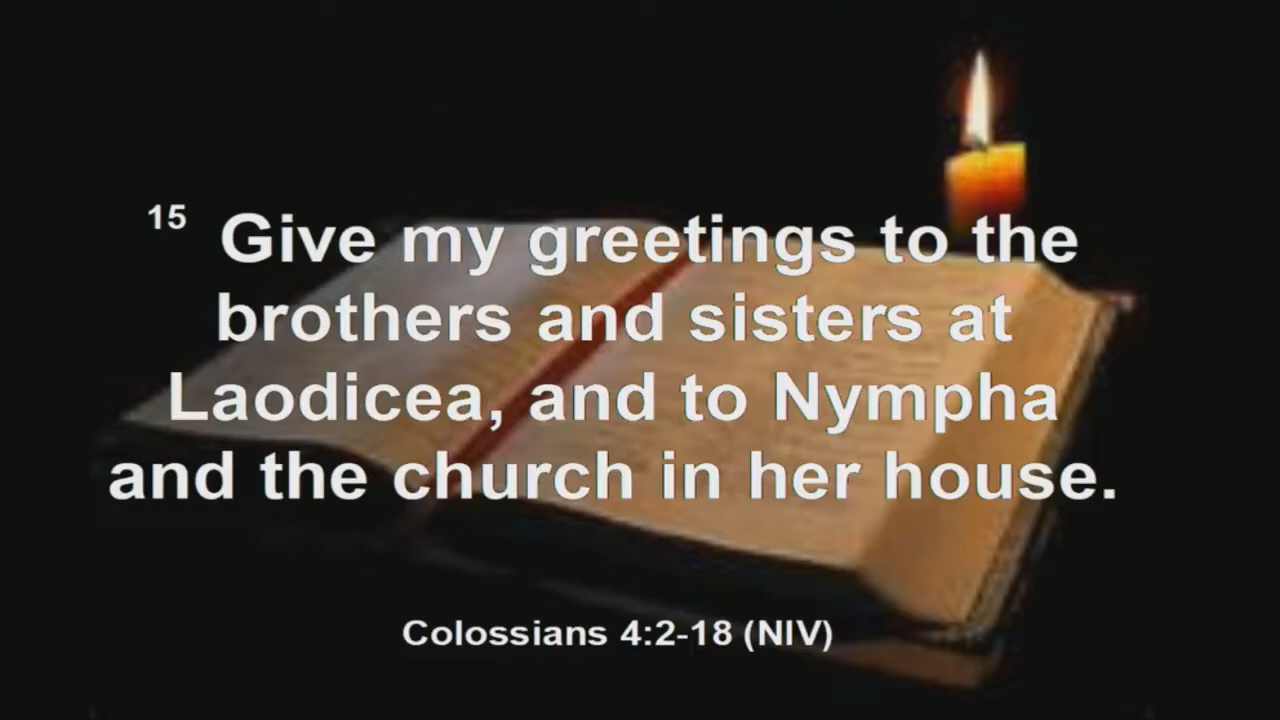 15 Give my greetings to the
brothers and sisters at
Laodicea, and to Nympha
and the church in her house.
Colossians 4:2-18 (NIV)